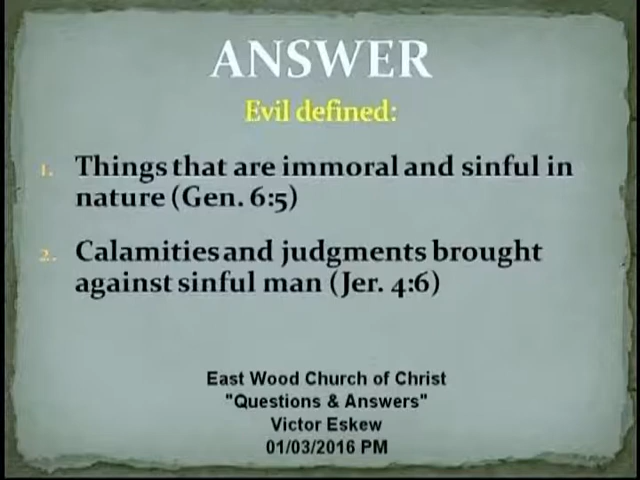 ANSWER
Evil defined:
1. Things that are immoral and sinful in
nature (Gen. 6:5)
2. Calamities and judgments brought
against sinful man (Jer. 4:6)
East Wood Church of Christ
"Questions & Answers"
Victor Eskew
01/03/2016 PM